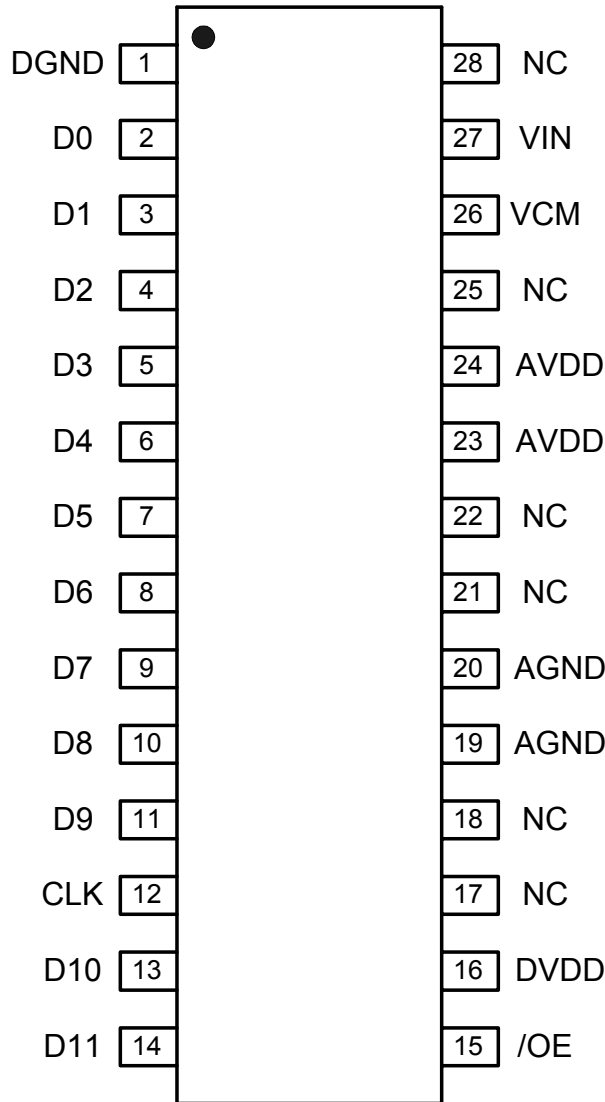 DGND 1 28 NC
D0 2 27 VIN
D1 3 26 VCM
D2 4 25 NC
D3 5 24 AVDD
D4 6 23 AVDD
D5 7 22 NC
D6 8 21 NC
D7 9 20 AGND
D8 10 19 AGND
D9 11 18 NC
CLK 12 17 NC
D10 13 16 DVDD
D11 14 15 /OE